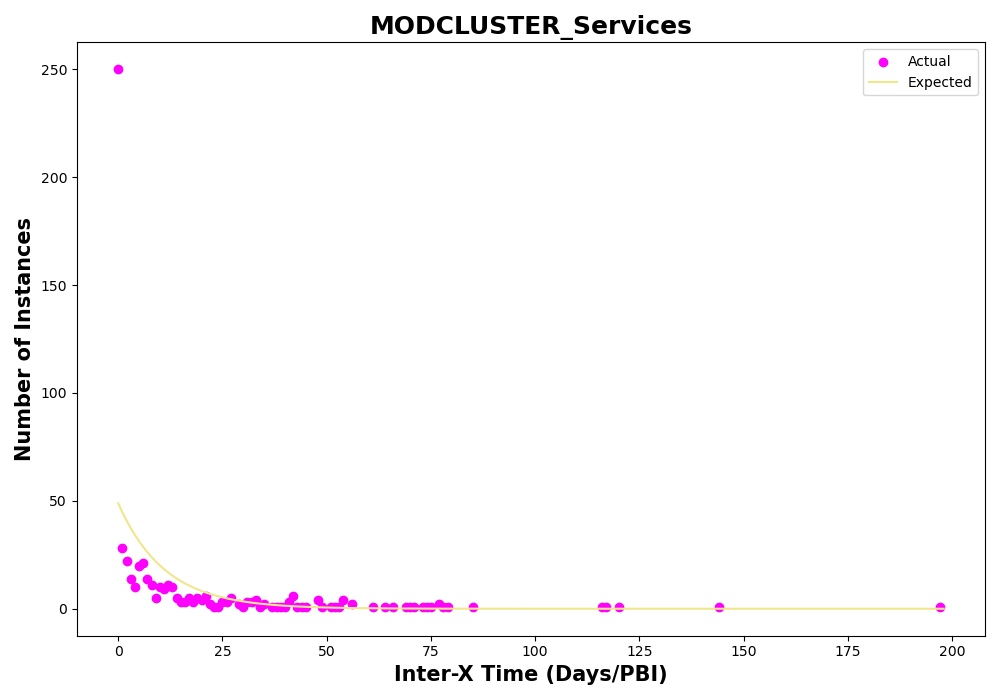 MODCLUSTER_Services
Actual
Expected
Number of Instances
250
200
150
100
50
0
0 25 50 75 100 125 150 175 200
Inter-X Time (Days/PBI)